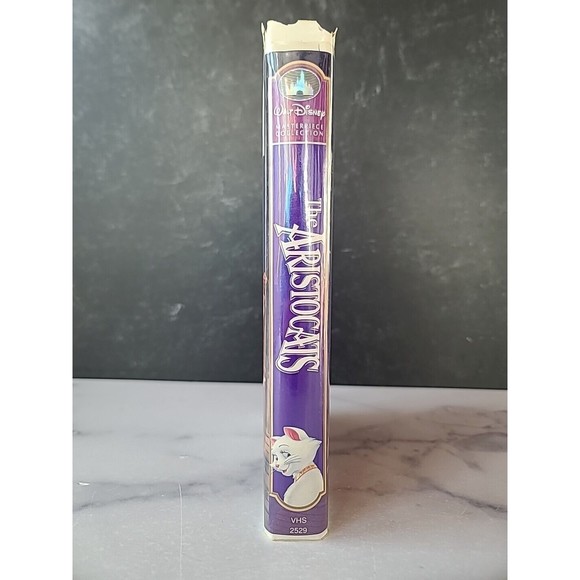 Walt Disney
MASTERPIECE
COLLECTION
The ARISTOCATS
VHS
2529